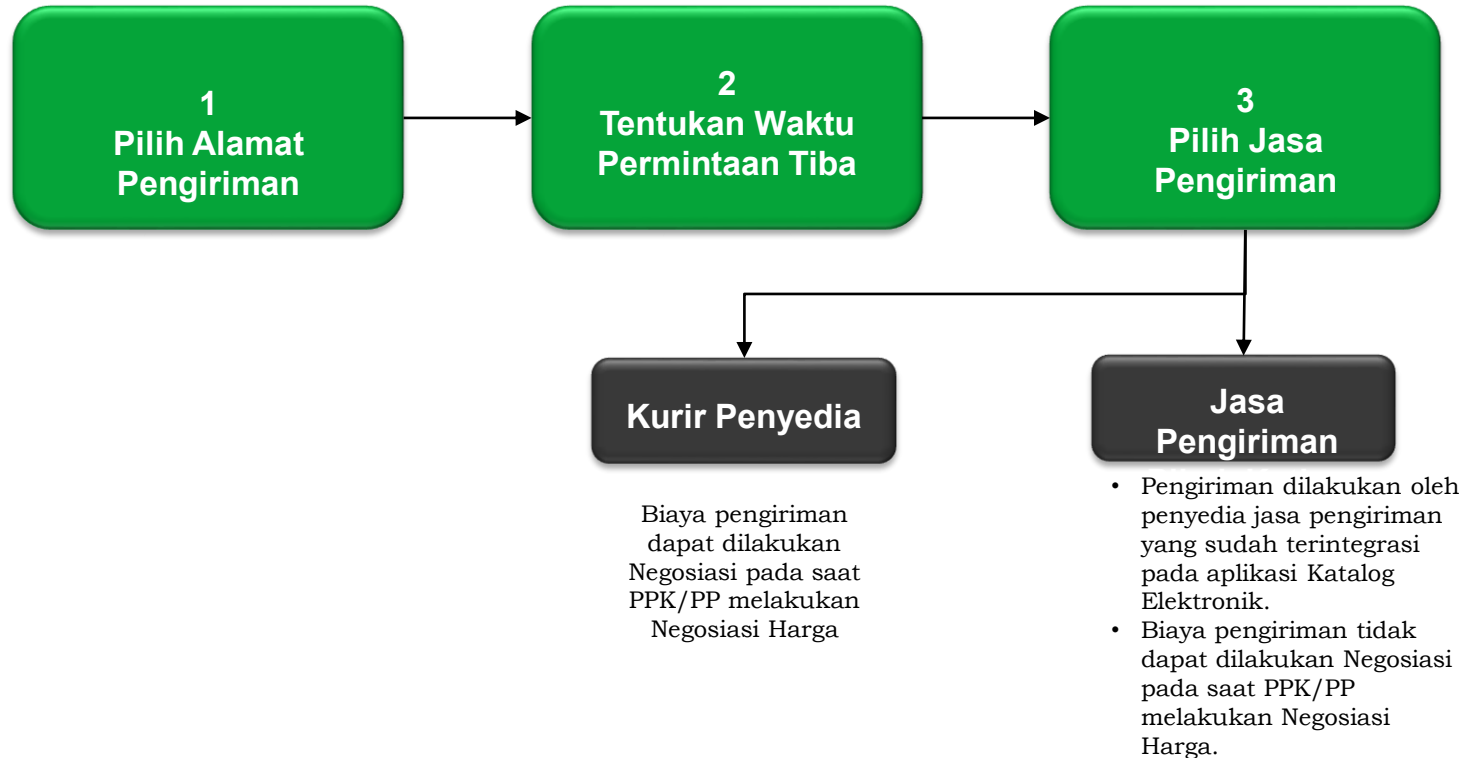 1
Pilih Alamat
Pengiriman
2
Tentukan Waktu
Permintaan Tiba
3
Pilih Jasa
Pengiriman
Kurir Penyedia
Biaya pengiriman
dapat dilakukan
Negosiasi pada saat
PPK/PP melakukan
Negosiasi Harga
Jasa
Pengiriman
• Pengiriman dilakukan oleh
penyedia jasa pengiriman
yang sudah terintegrasi
pada aplikasi Katalog
Elektronik.
• Biaya pengiriman tidak
dapat dilakukan Negosiasi
pada saat PPK/PP
melakukan Negosiasi
Harga.